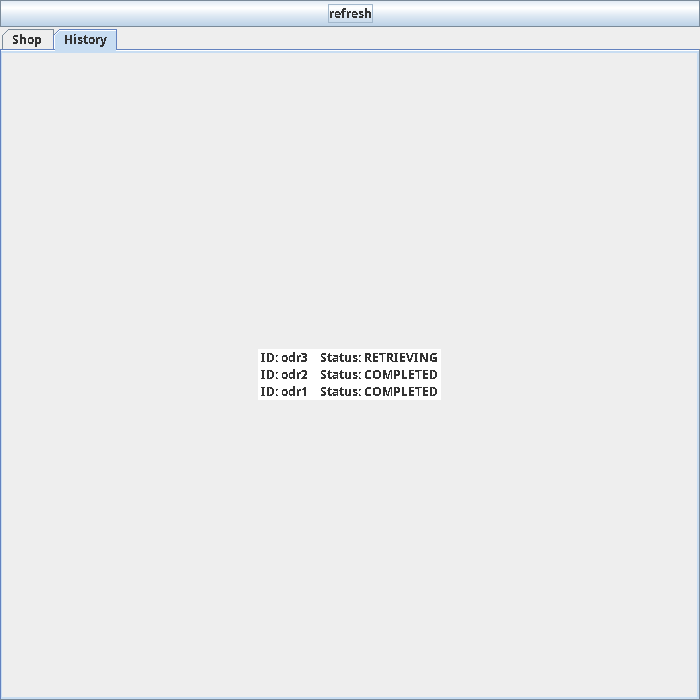 refresh
Shop History
ID: odr3 Status: RETRIEVING
ID: odr2 Status: COMPLETED
ID: odr1 Status: COMPLETED